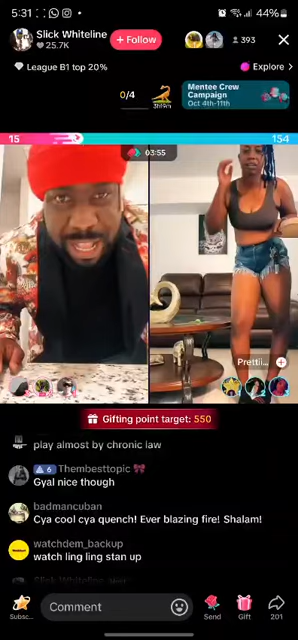 5:31
44%
Slick Whiteline
25.7K
+ Follow
393
League B1 top 20%
Explore >
0/4
Mentee Crew
Campaign
Oct 4th-11th
15
154
03:55
Prettii...
Gifting point target: 550
play almost by chronic law
6 Thembesttopic
Gyal nice though
badmancuban
Cya cool cya quench! Ever blazing fire! Shalam!
watchdem_backup
watch ling ling stan up
Subsc...
Comment
Send
Gift
201